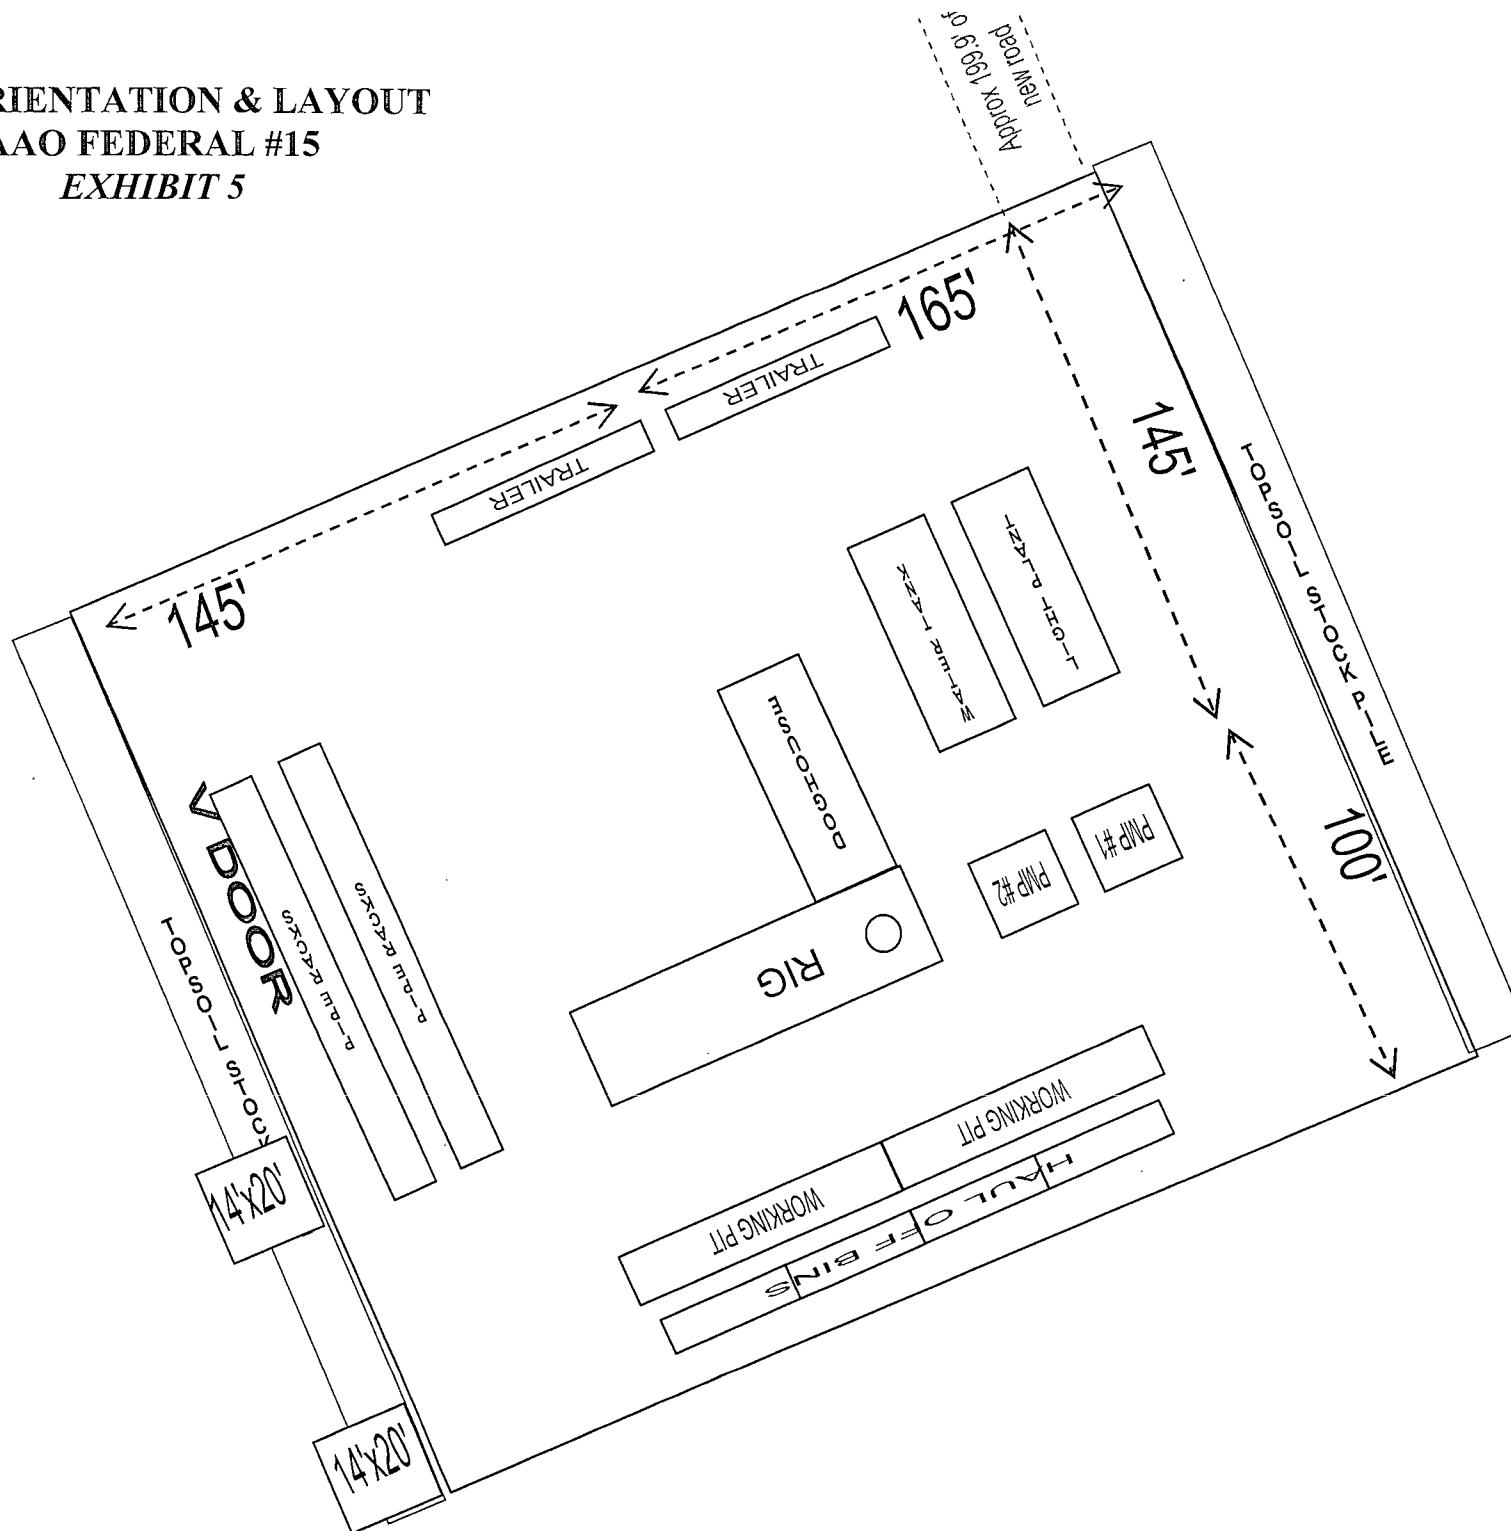 RIENTATION & LAYOUT
AAO FEDERAL #15
EXHIBIT 5
Approx 199.9' of
new road
165'
TRAILER
145'
TRAILER
145'
LIGHT PLANT
WATER TANK
TOPSOIL STOCK PILE
DOGHOUSE
V DOOR
PIPE RACKS
PIPE RACKS
PMP #1
PMP #2
100'
RIG
TOPSOIL STOCK
WORKING PIT
WORKING PIT
HAUL OFF BINS
14'x20'
14'x20'